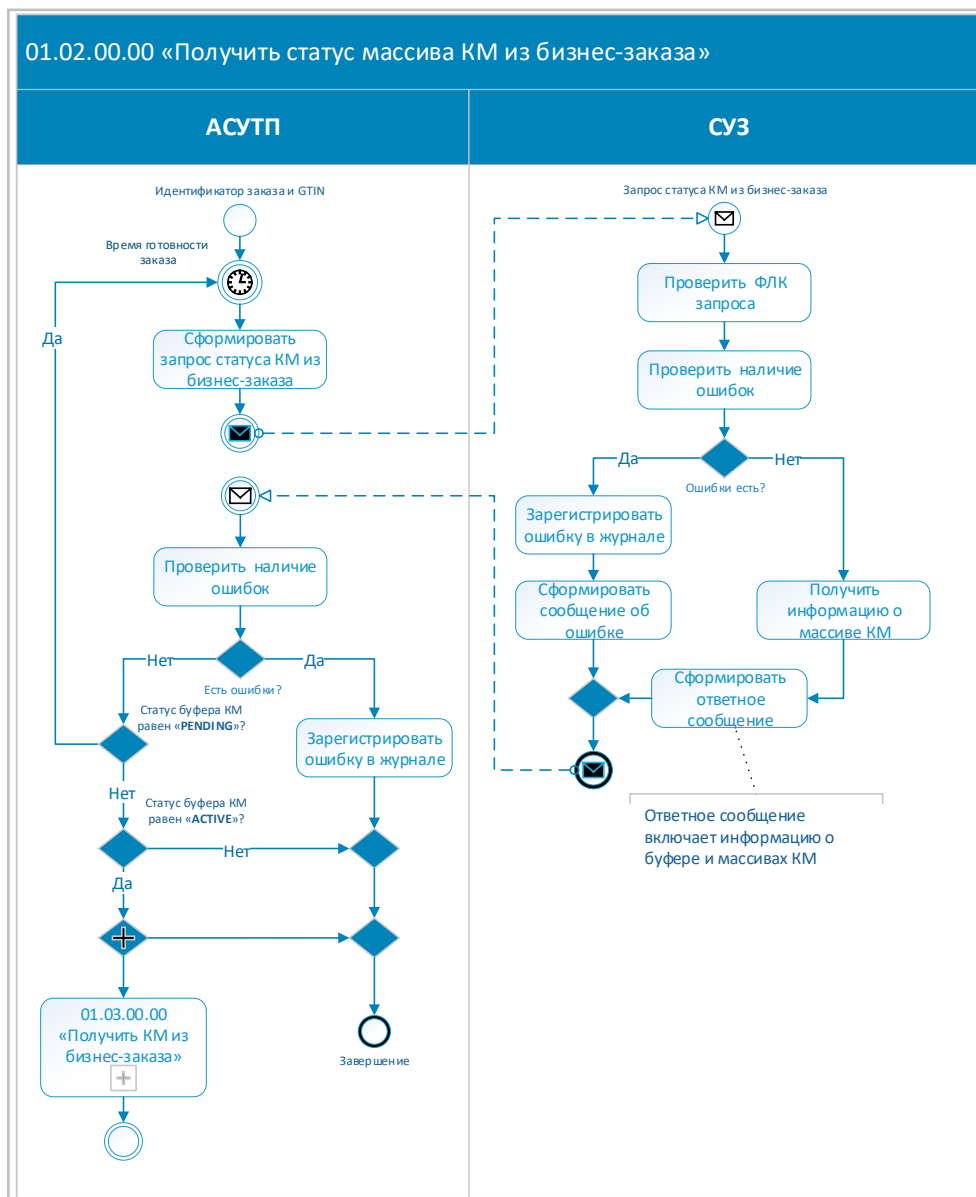 01.02.00.00 «Получить статус массива КМ из бизнес-заказа»
АСУТП
СУЗ
Идентификатор заказа и GTIN
Время готовности
заказа
Да
Сформировать
запрос статуса КМ из
бизнес-заказа
Проверить наличие
ошибок
Нет
Да
Есть ошибки?
Статус буфера КМ
равен «PENDING»?
Зарегистрировать
ошибку в журнале
Нет
Статус буфера КМ
равен «ACTIVE»?
Нет
Да
01.03.00.00
«Получить КМ из
бизнес-заказа»
Завершение
Запрос статуса КМ из бизнес-заказа
Проверить ФЛК
запроса
Проверить наличие
ошибок
Да
Нет
Ошибки есть?
Зарегистрировать
ошибку в журнале
Сформировать
сообщение об
ошибке
Получить
информацию о
массиве КМ
Сформировать
ответное
сообщение
Ответное сообщение
включает информацию о
буфере и массивах КМ